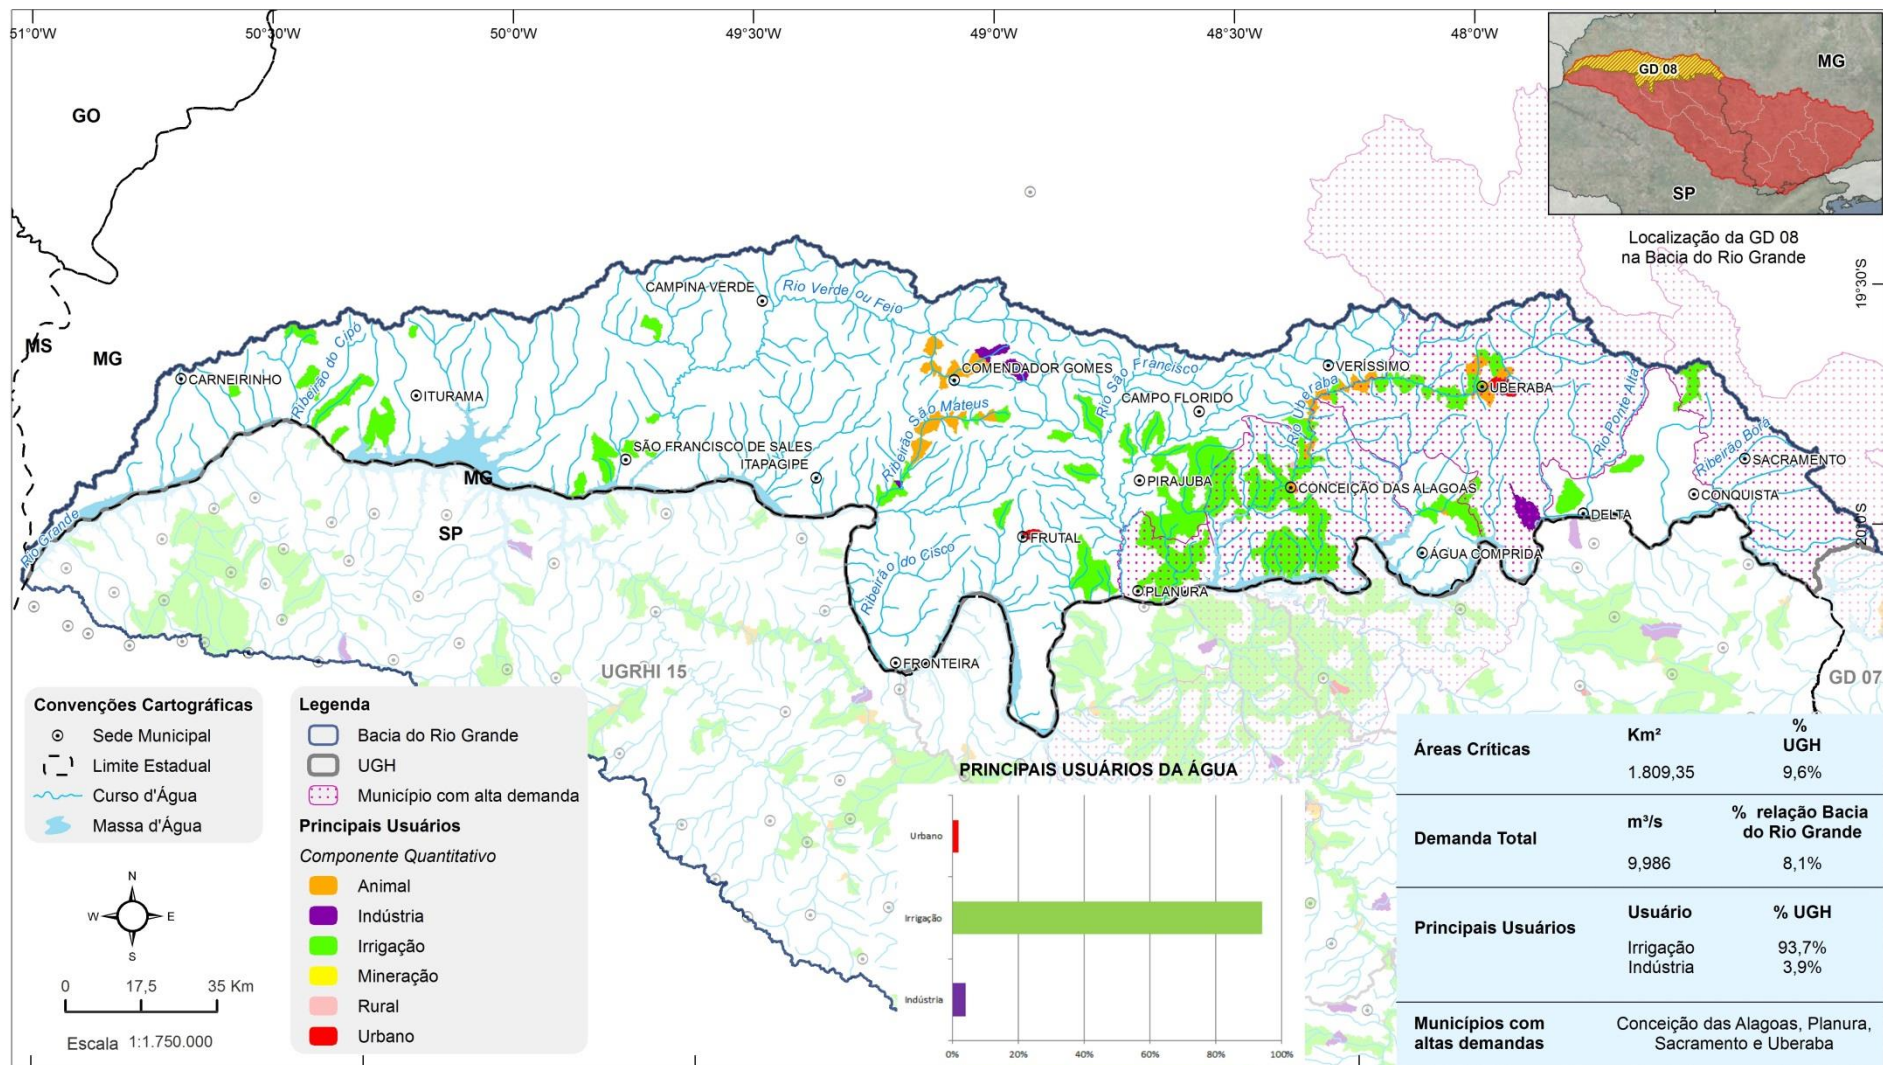 51°0'W
50°30'W
50°0'W
49°30'W
49°0'W
48°30'W
48°0'W
GO
MS
MG
GD 08
MG
SP
Localização da GD 08
na Bacia do Rio Grande
19°30'S
20°0'S
CAMPINA VERDE
Rio Verde ou Feio
CARNEIRINHO
Ribeirão do Cipó
ITURAMA
COMENDADOR GOMES
Ribeirão São Mateus
Rio São Francisco
CAMPO FLORIDO
VERÍSSIMO
Rio Uberaba
UBERABA
Rio Ponte Alta
Ribeirão Borá
SACRAMENTO
SÃO FRANCISCO DE SALES
ITAPAGIPE
MG
SP
PIRAJUBA
CONCEIÇÃO DAS ALAGOAS
CONQUISTA
DELTA
Rio Grande
FRUTAL
ÁGUA COMPRIDA
Ribeirão do Cisco
PLANURA
FRONTEIRA
UGRHI 15
GD 07
Convenções Cartográficas
Sede Municipal
Limite Estadual
Curso d'Água
Massa d'Água
N
W
E
S
0
17,5
35 Km
Escala 1:1.750.000
Legenda
Bacia do Rio Grande
UGH
Município com alta demanda
Principais Usuários
Componente Quantitativo
Animal
Indústria
Irrigação
Mineração
Rural
Urbano
PRINCIPAIS USUÁRIOS DA ÁGUA
Urbano
Irrigação
Indústria
0%
20%
40%
60%
80%
100%
Áreas Críticas
Km²
%
UGH
1.809,35
9,6%
Demanda Total
m³/s
% relação Bacia
do Rio Grande
9,986
8,1%
Principais Usuários
Usuário
% UGH
Irrigação
93,7%
Indústria
3,9%
Municípios com
altas demandas
Conceição das Alagoas, Planura,
Sacramento e Uberaba